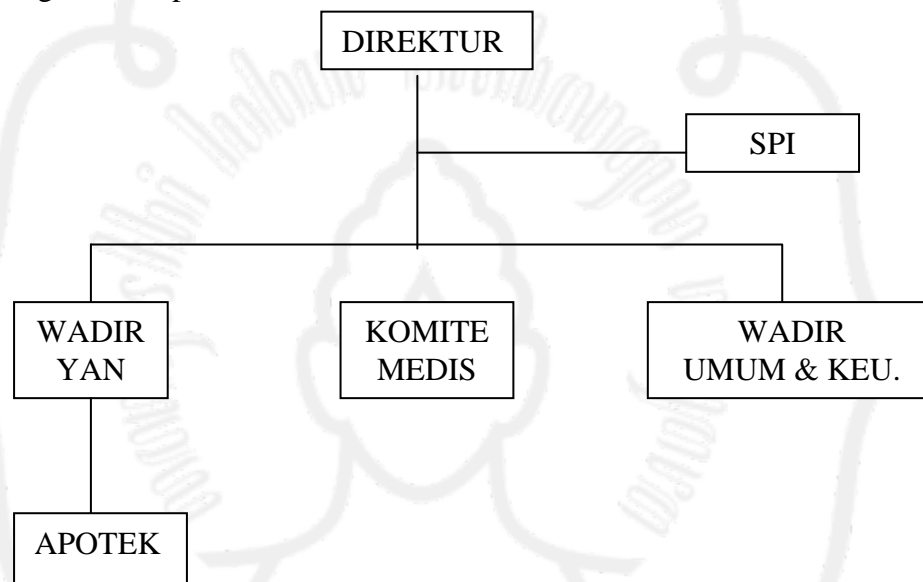 DIREKTUR
SPI
WADIR
YAN
KOMITE
MEDIS
WADIR
UMUM & KEU.
APOTEK